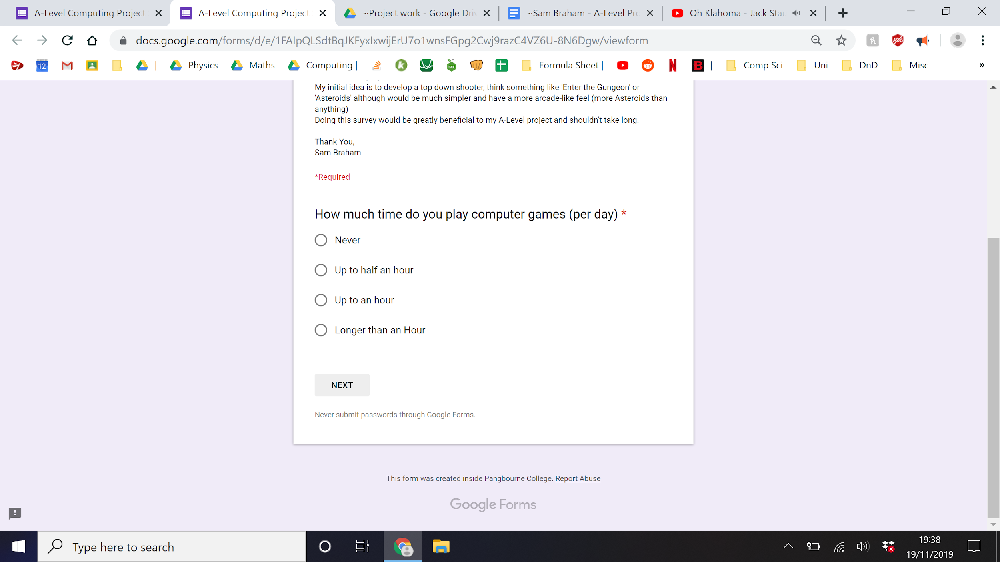 A-Level Computing Project
A-Level Computing Project
~Project work - Google Driv
~Sam Braham - A-Level Pro
Oh Klahoma - Jack Stau
docs.google.com/forms/d/e/1FAIpQLSdtBqJKFyxIxwijErU7o1wnsFGpg2Cwj9razC4VZ6U-8N6Dgw/viewform
ABB
12 | Physics Maths Computing | isaac Formula Sheet | N B | Comp Sci Uni DnD Misc »
My initial idea is to develop a top down shooter, think something like 'Enter the Gungeon' or
'Asteroids' although would be much simpler and have a more arcade-like feel (more Asteroids than
anything)
Doing this survey would be greatly beneficial to my A-Level project and shouldn't take long.
Thank You,
Sam Braham
*Required
How much time do you play computer games (per day) *
Never
Up to half an hour
Up to an hour
Longer than an Hour
NEXT
Never submit passwords through Google Forms.
This form was created inside Pangbourne College. Report Abuse
Google Forms
Type here to search
19:38
19/11/2019